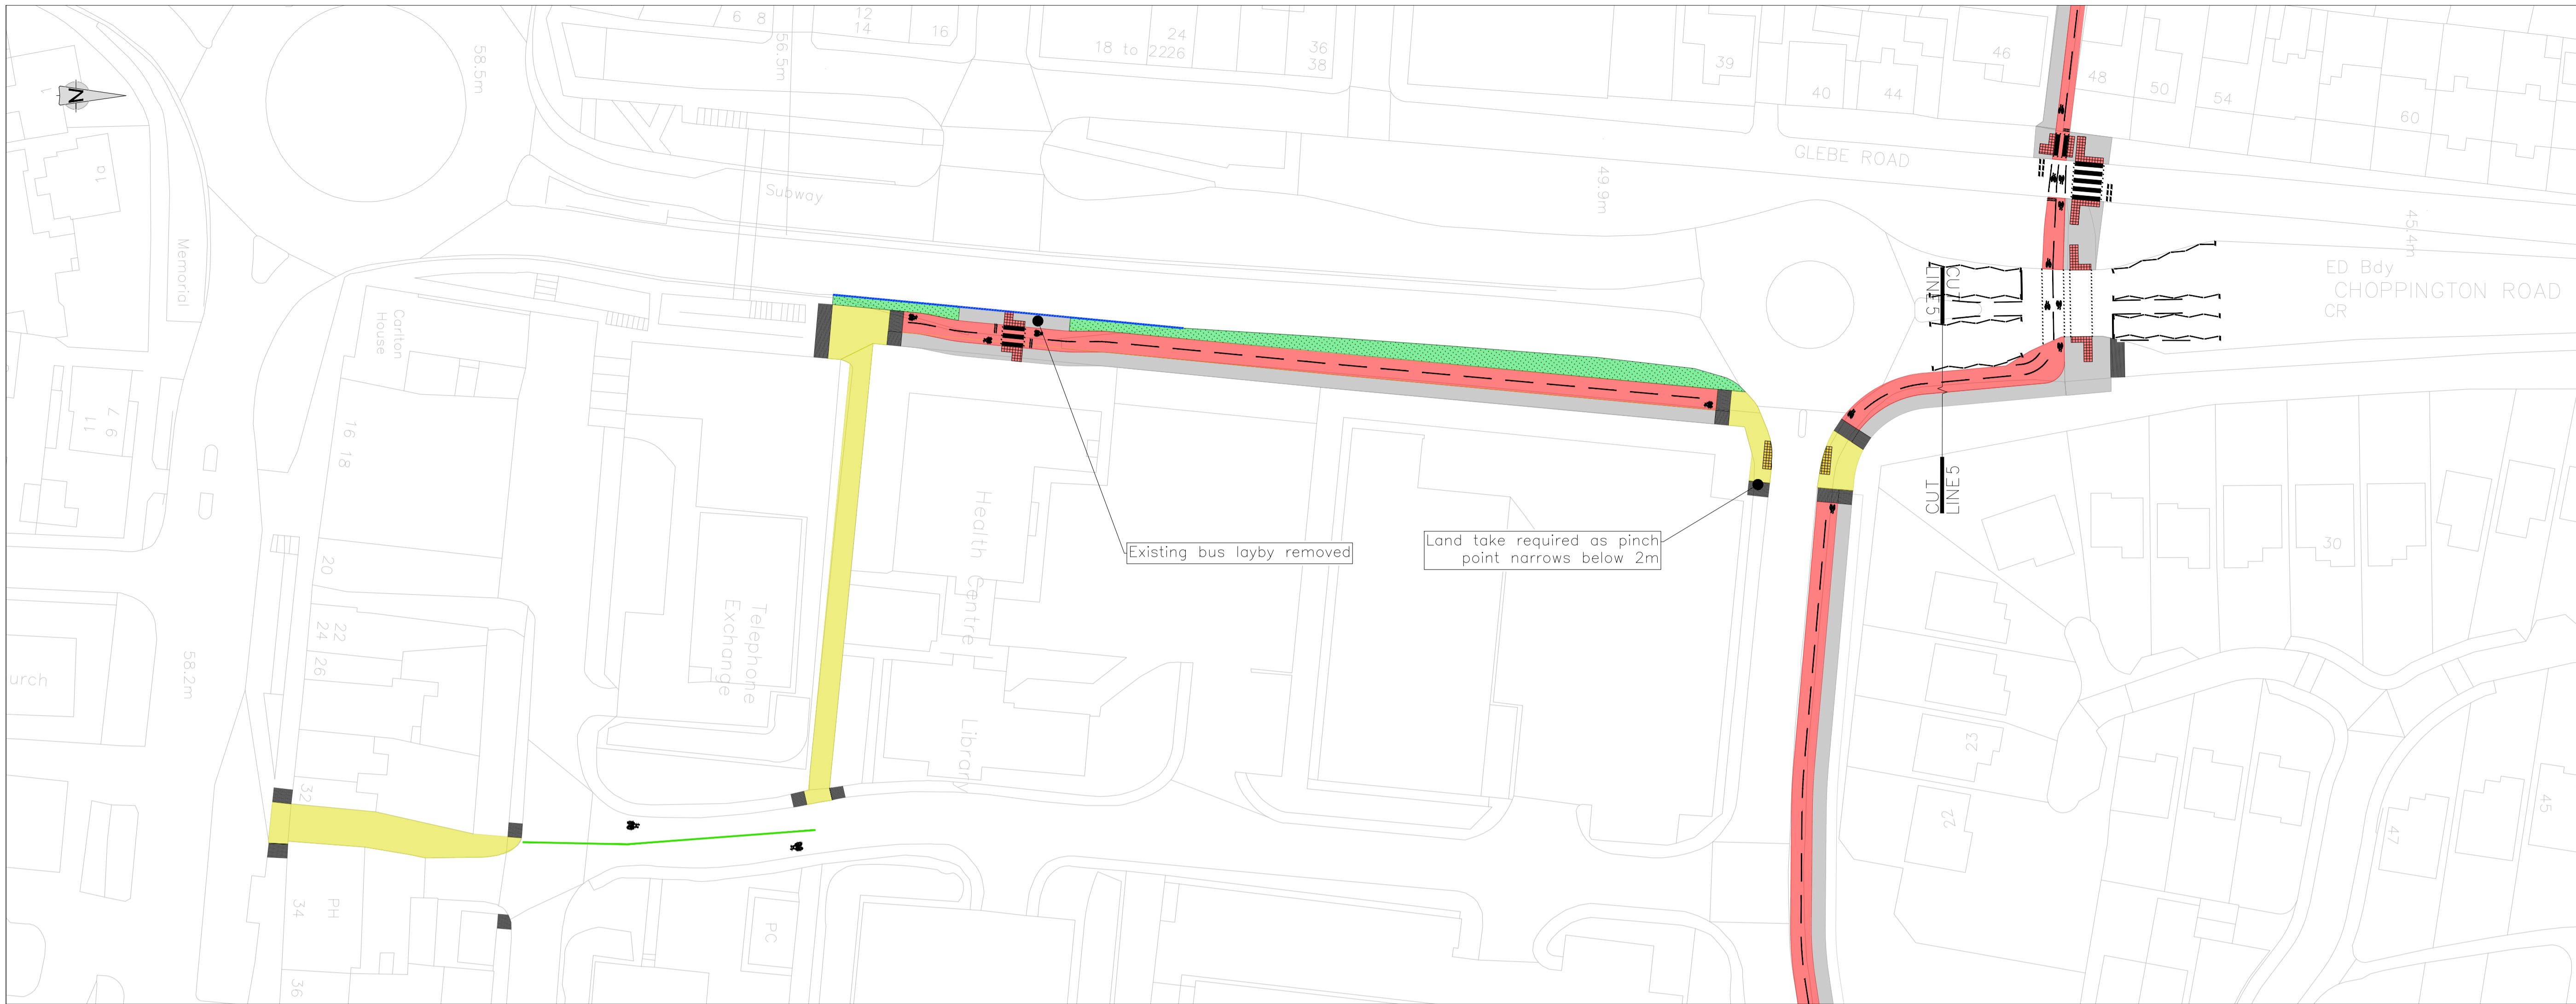 6 8
12
14
16
24
18 to 2226
36
38
39
40
44
46
48
50
54
60
58.5m
56.5m
N
1
Id
Memorial
Subway
GLEBE ROAD
49.9m
45.4m
ED Bdy
CHOPPINGTON ROAD
CR
CUT
LINE 5
Carlton
House
7 6
11
16 18
Health Centre
Existing bus layby removed
Land take required as pinch
point narrows below 2m
CUT
LINE 5
30
Telephone
Exchange
20
22
24
26
urch
58.2m
Library
23
22
32
34
PH
36
PC
45
47